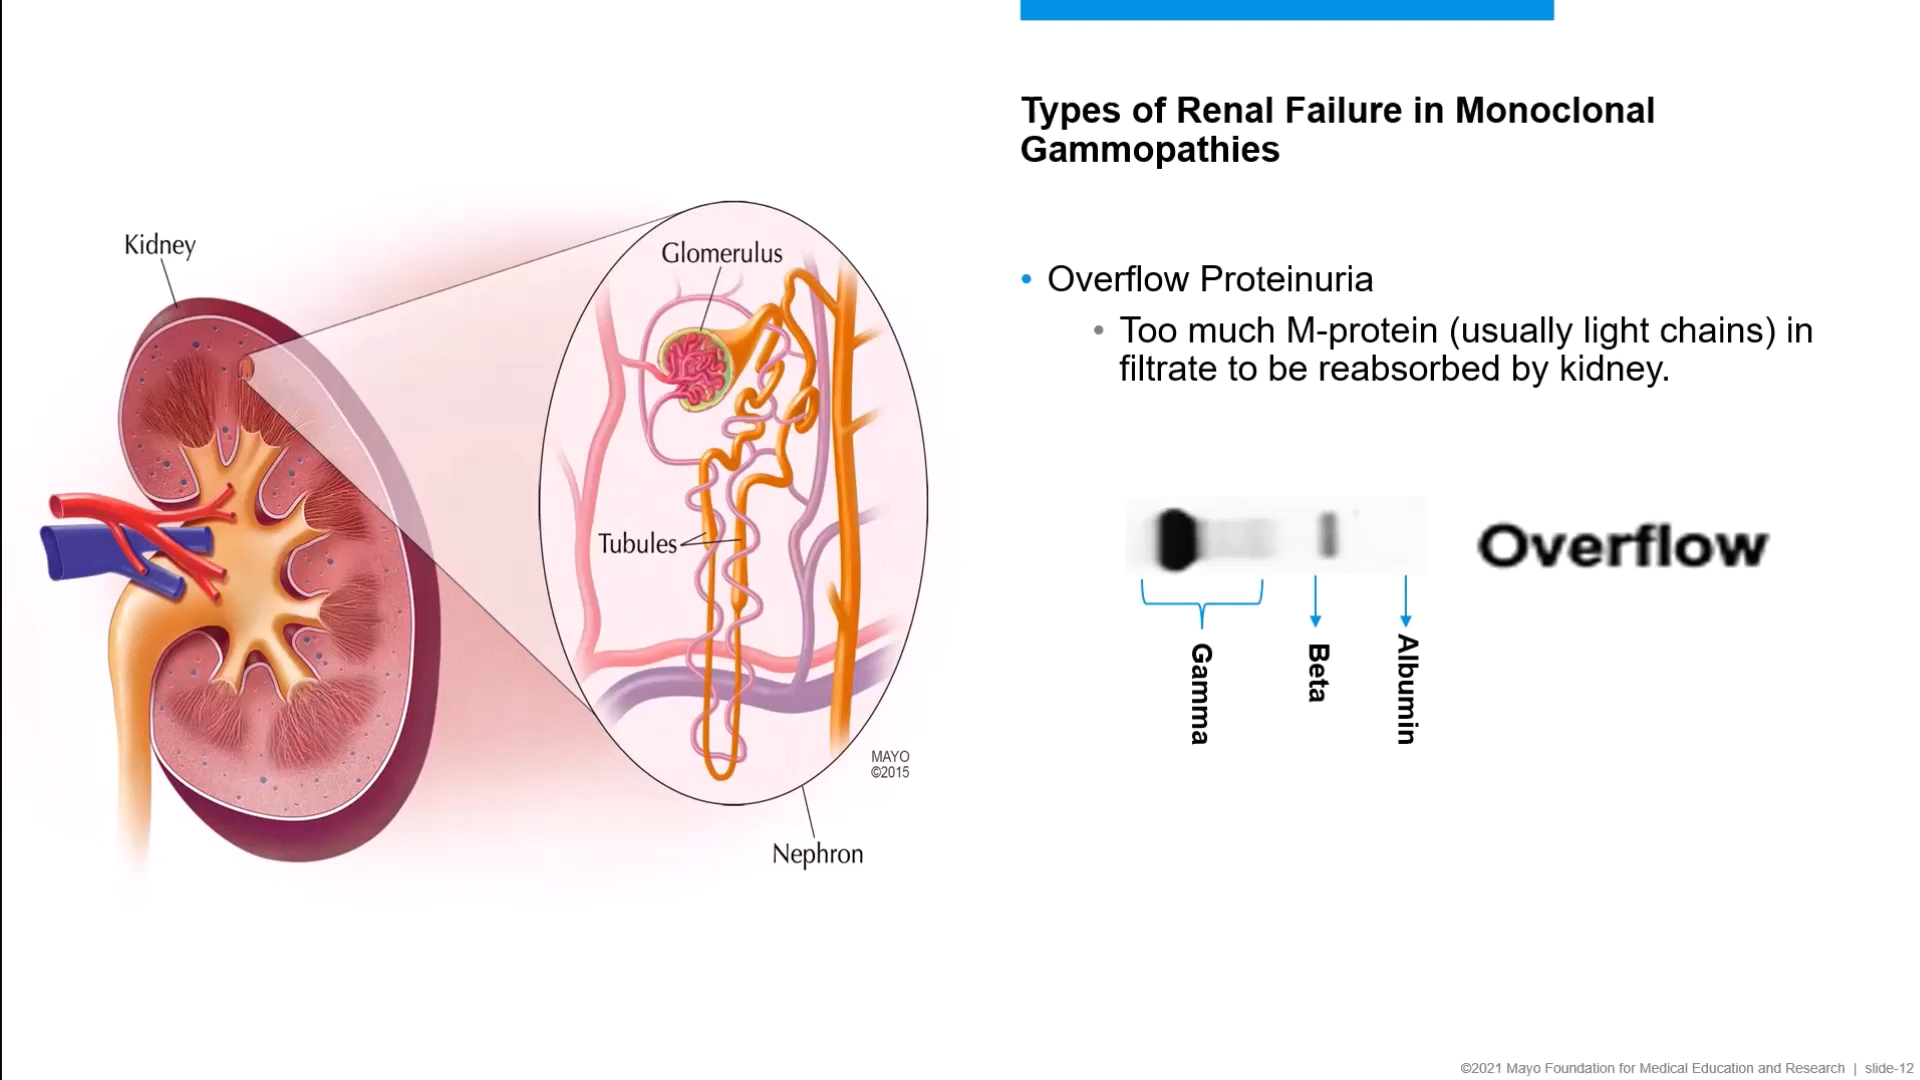 Types of Renal Failure in Monoclonal
Gammopathies
• Overflow Proteinuria
• Too much M-protein (usually light chains) in
filtrate to be reabsorbed by kidney.
Kidney
Glomerulus
Tubules
MAYO
©2015
Nephron
Overflow
Gamma
Beta
Albumin
©2021 Mayo Foundation for Medical Education and Research | slide-12